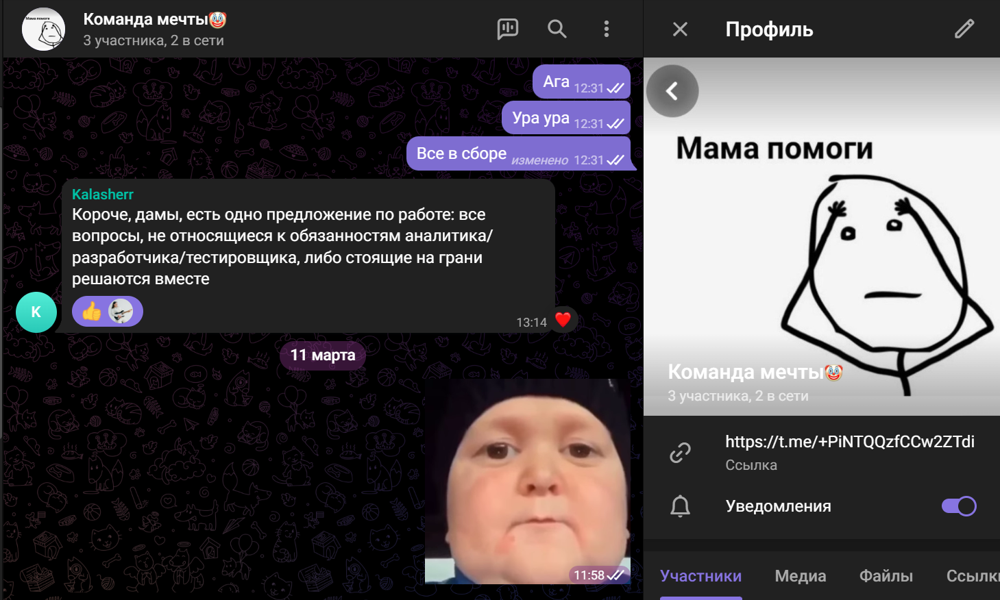 Команда мечты🤡
3 участника, 2 в сети
Ага 12:31
Ура ура 12:31
Все в сборе изменено 12:31
Kalasherr
Короче, дамы, есть одно предложение по работе: все
вопросы, не относящиеся к обязанностям аналитика/
разработчика/тестировщика, либо стоящие на грани
решаются вместе
K
13:14
11 марта
11:58
Профиль
Мама помоги
Команда мечты🤡
3 участника, 2 в сети
https://t.me/+PiNTQQzfCCw2ZTdi
Ссылка
Уведомления
Участники Медиа Файлы Ссылк